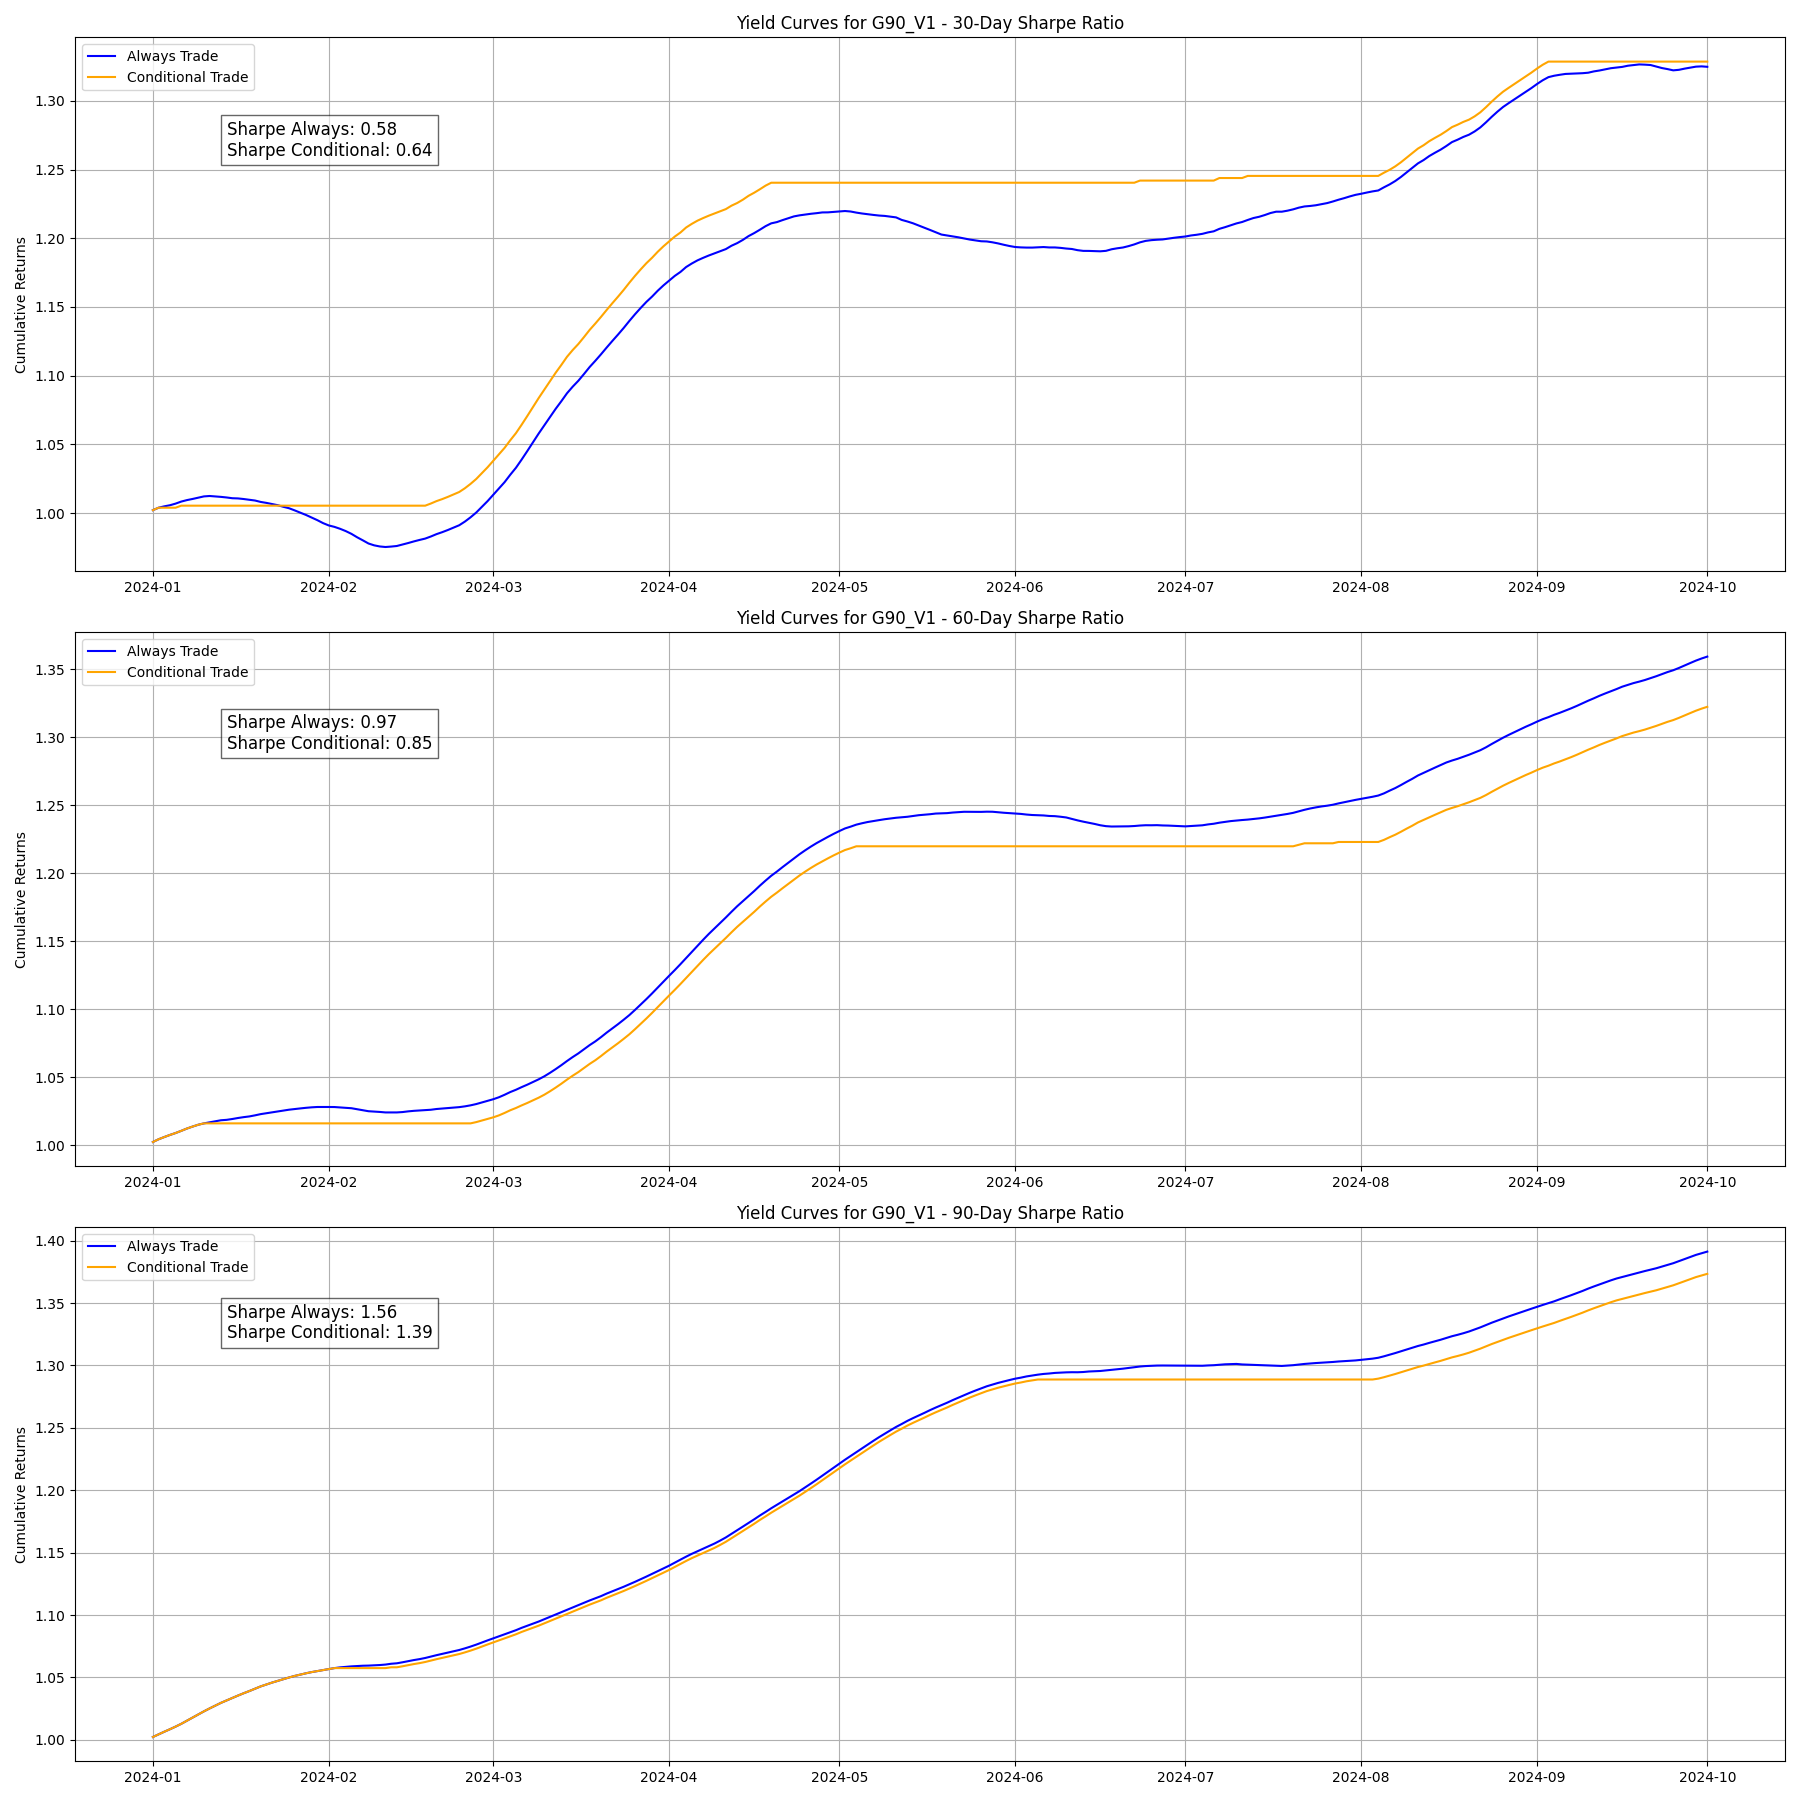 Yield Curves for G90_V1 - 30-Day Sharpe Ratio
Always Trade
Conditional Trade
Sharpe Always: 0.58
Sharpe Conditional: 0.64
Cumulative Returns
1.30
1.25
1.20
1.15
1.10
1.05
1.00
2024-01 2024-02 2024-03 2024-04 2024-05 2024-06 2024-07 2024-08 2024-09 2024-10
Yield Curves for G90_V1 - 60-Day Sharpe Ratio
Always Trade
Conditional Trade
Sharpe Always: 0.97
Sharpe Conditional: 0.85
Cumulative Returns
1.35
1.30
1.25
1.20
1.15
1.10
1.05
1.00
2024-01 2024-02 2024-03 2024-04 2024-05 2024-06 2024-07 2024-08 2024-09 2024-10
Yield Curves for G90_V1 - 90-Day Sharpe Ratio
Always Trade
Conditional Trade
Sharpe Always: 1.56
Sharpe Conditional: 1.39
Cumulative Returns
1.40
1.35
1.30
1.25
1.20
1.15
1.10
1.05
1.00
2024-01 2024-02 2024-03 2024-04 2024-05 2024-06 2024-07 2024-08 2024-09 2024-10